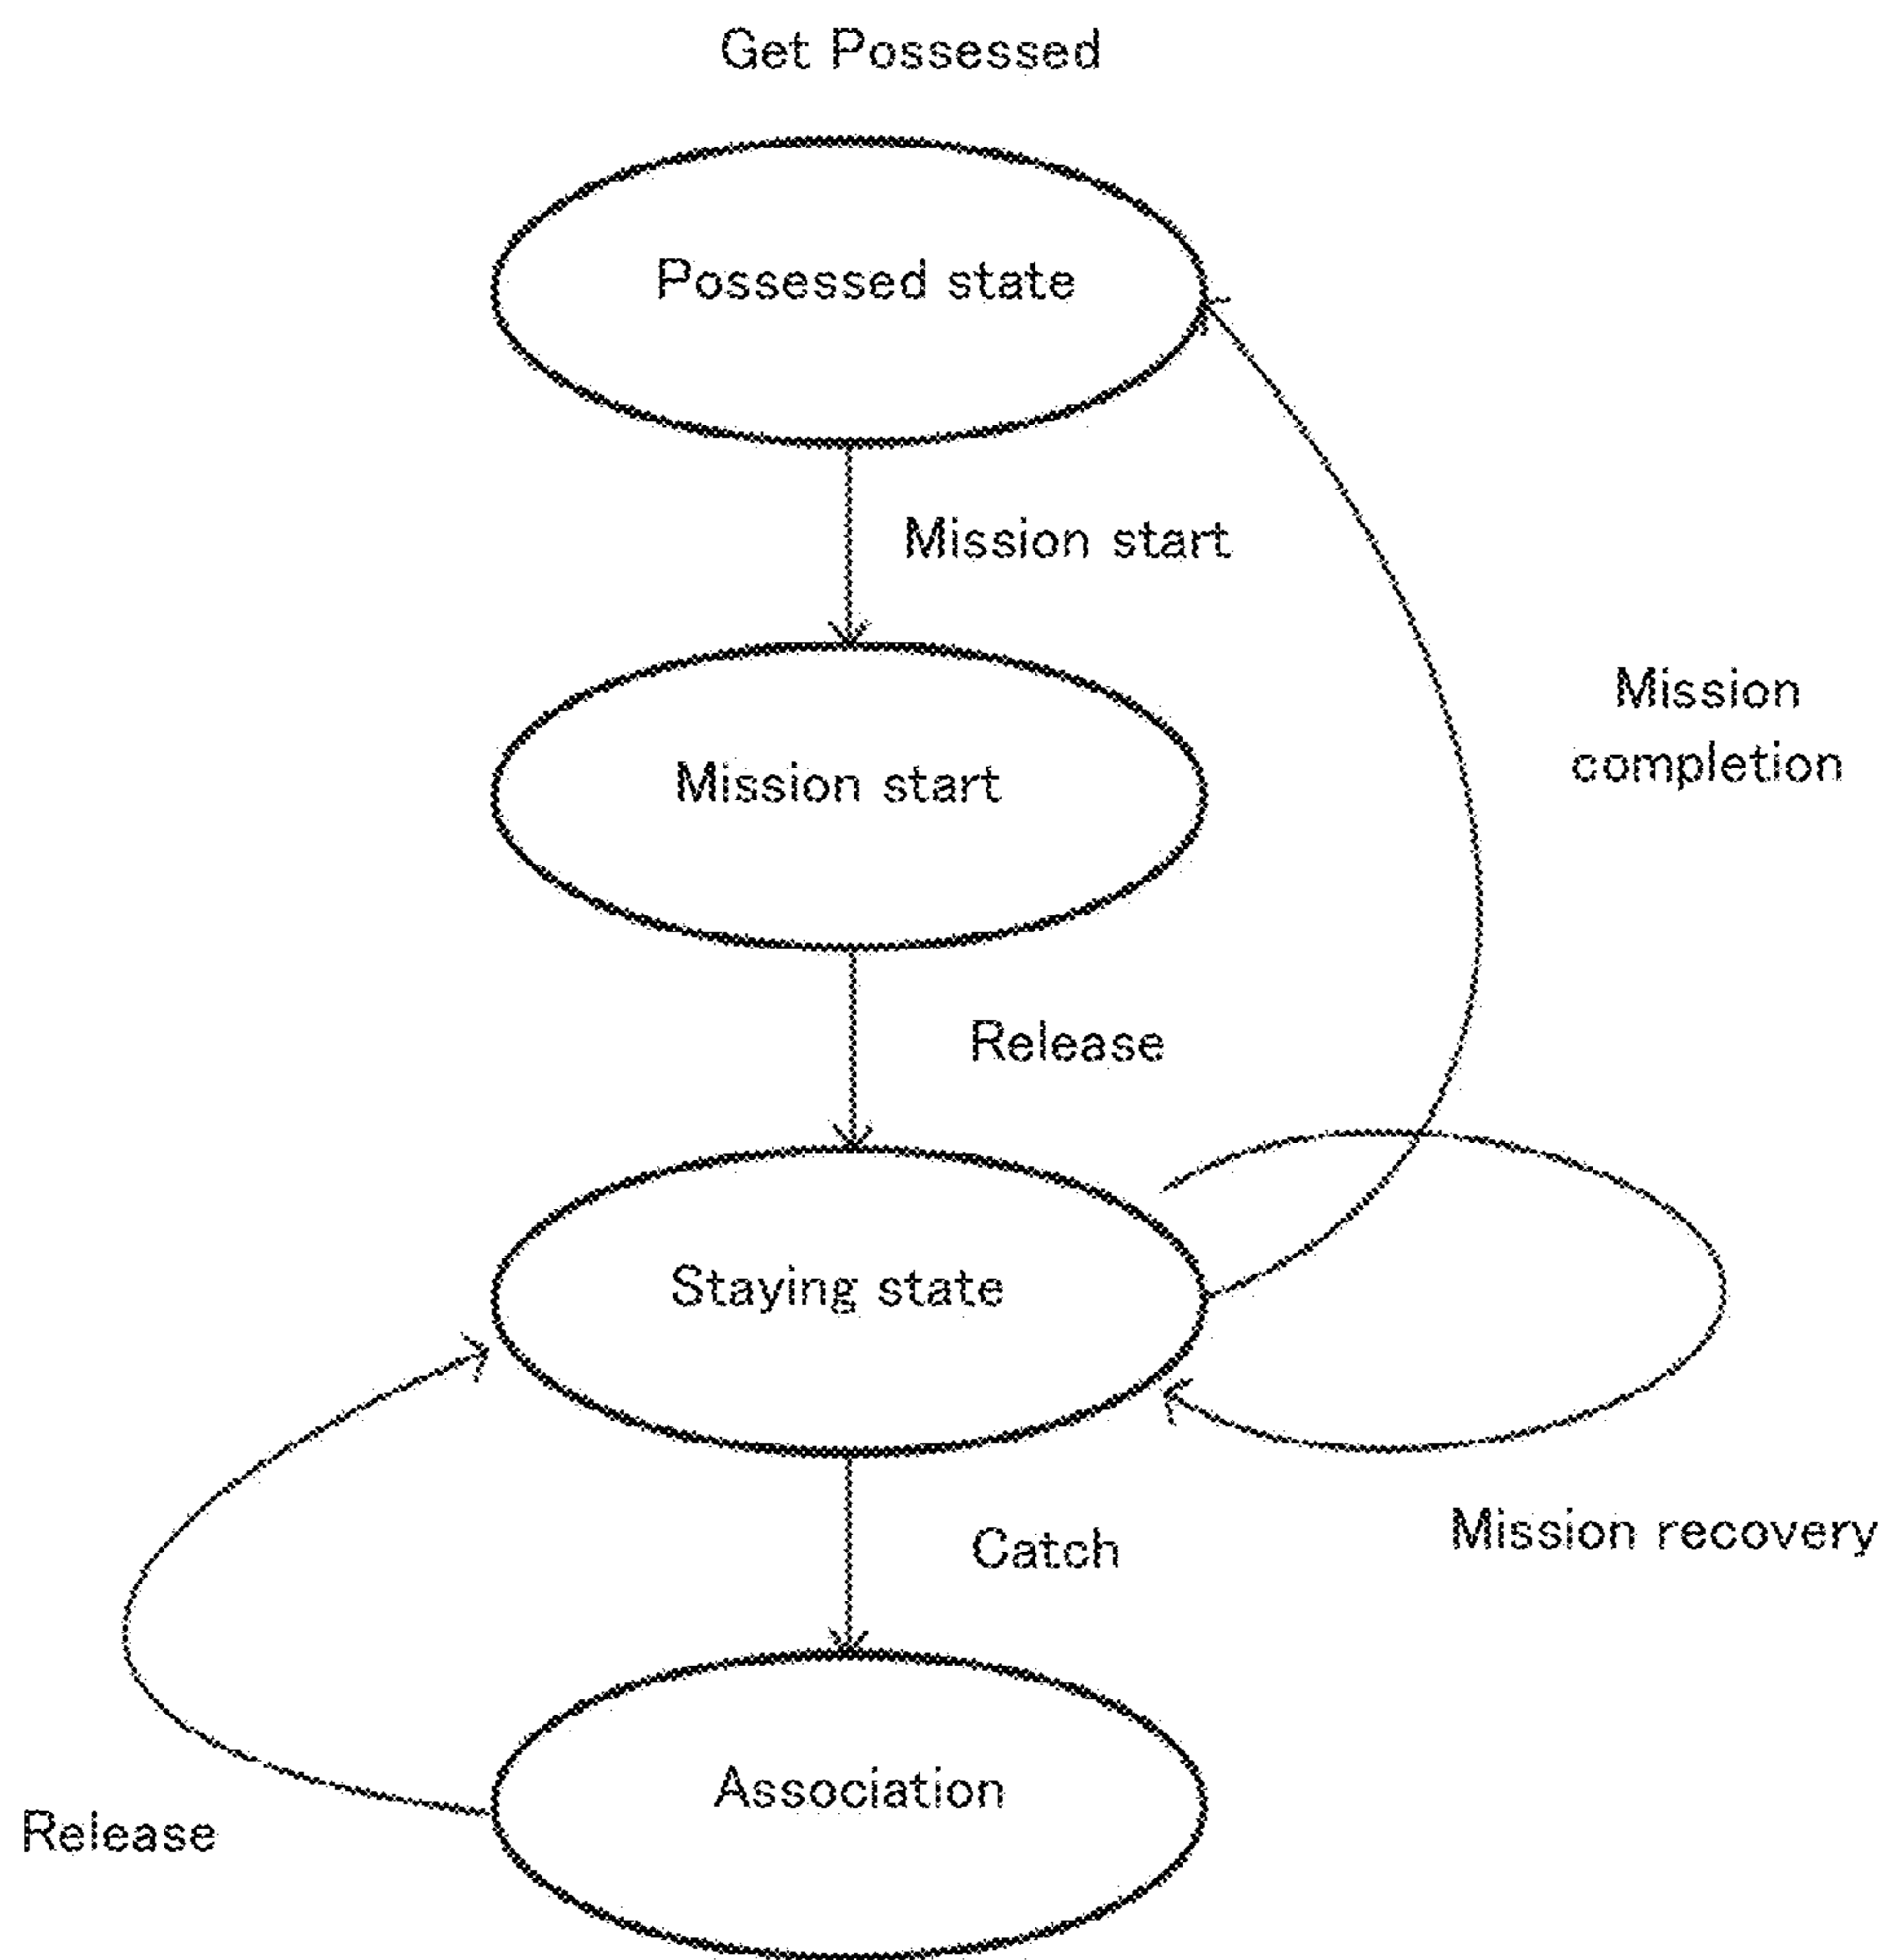 Get Possessed
Possessed state
Mission start
Mission start
Mission
completion
Release
Staying state
Catch
Mission recovery
Association
Release